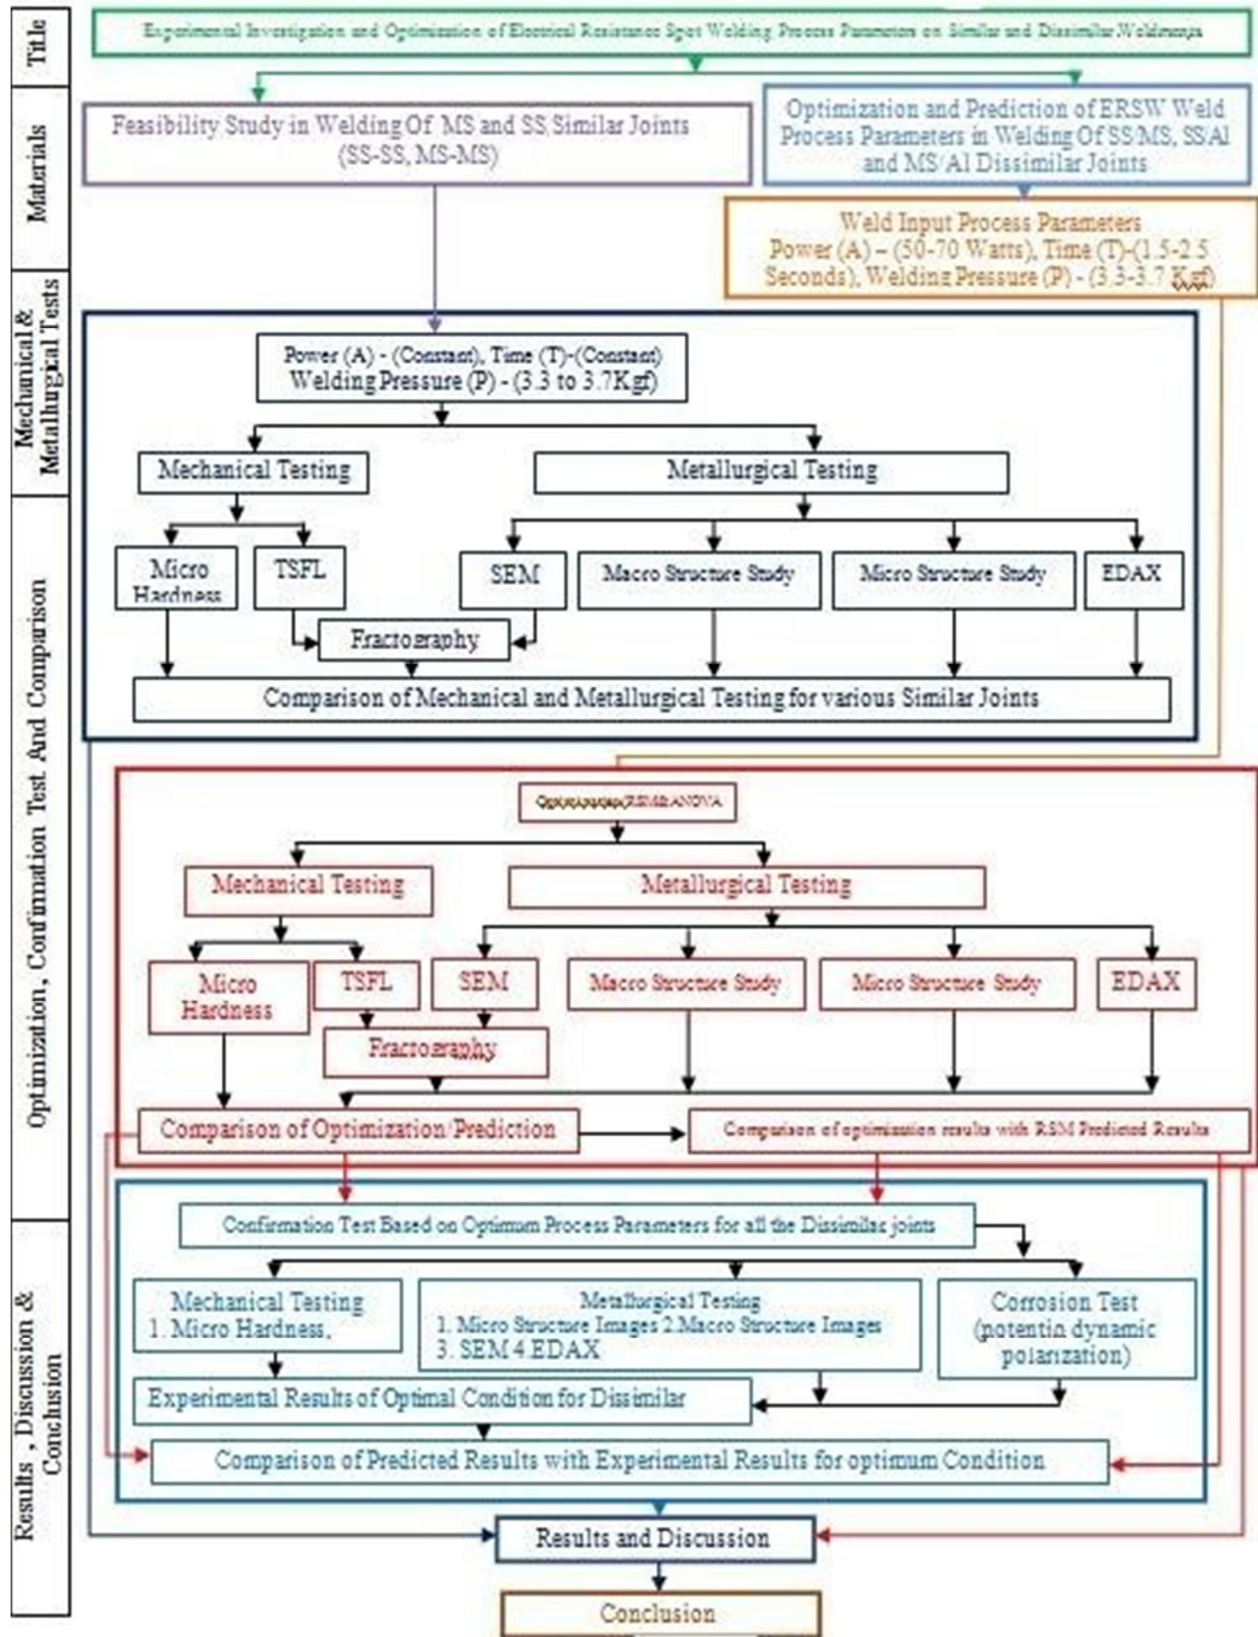 Title
Experimental Investigation and Optimization of Electrical Resistance Spot Welding Process Parameters on Similar and Dissimilar Weldments
Materials
Feasibility Study in Welding Of MS and SS Similar Joints
(SS-SS, MS-MS)
Optimization and Prediction of ERSW Weld
Process Parameters in Welding Of SS/MS, SS/Al
and MS/Al Dissimilar Joints
Weld Input Process Parameters
Power (A) – (50-70 Watts), Time (T)-(1.5-2.5
Seconds), Welding Pressure (P) - (3.3-3.7 Kgf)
Mechanical &
Metallurgical Tests
Power (A) - (Constant), Time (T)-(Constant)
Welding Pressure (P) - (3.3 to 3.7Kgf)
Mechanical Testing
Metallurgical Testing
Micro
Hardness
TSFL
SEM
Macro Structure Study
Micro Structure Study
EDAX
Fractography
Comparison of Mechanical and Metallurgical Testing for various Similar Joints
Optimization, Confirmation Test And Comparison
Mechanical Testing
Metallurgical Testing
Micro
Hardness
TSFL
SEM
Macro Structure Study
Micro Structure Study
EDAX
Fractography
Comparison of Optimization/Prediction
Comparison of optimization results with RSM Predicted Results
Results , Discussion &
Conclusion
Confirmation Test Based on Optimum Process Parameters for all the Dissimilar joints
Mechanical Testing
1. Micro Hardness,
Metallurgical Testing
1. Micro Structure Images 2.Macro Structure Images
3. SEM 4.EDAX
Corrosion Test
(potentin dynamic
polarization)
Experimental Results of Optimal Condition for Dissimilar
Comparison of Predicted Results with Experimental Results for optimum Condition
Results and Discussion
Conclusion